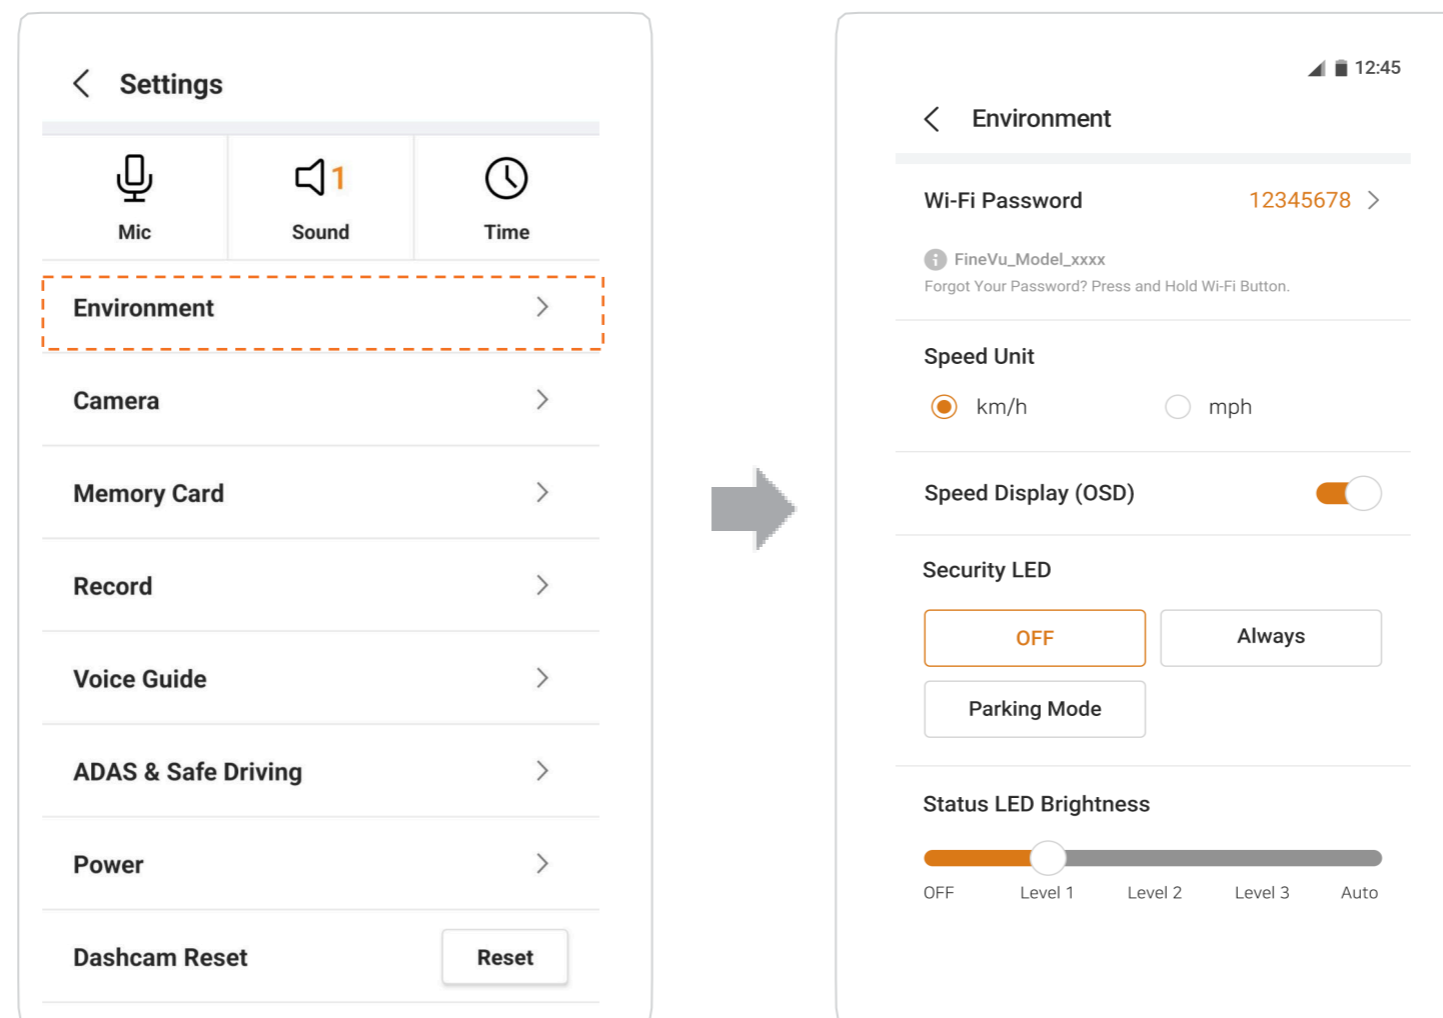 Settings
Mic
1
Sound
Time
Environment
Camera
Memory Card
Record
Voice Guide
ADAS & Safe Driving
Power
Dashcam Reset
Reset
12:45
Environment
Wi-Fi Password
12345678
FineVu_Model_xxxx
Forgot Your Password? Press and Hold Wi-Fi Button.
Speed Unit
km/h
mph
Speed Display (OSD)
Security LED
OFF
Always
Parking Mode
Status LED Brightness
OFF
Level 1
Level 2
Level 3
Auto